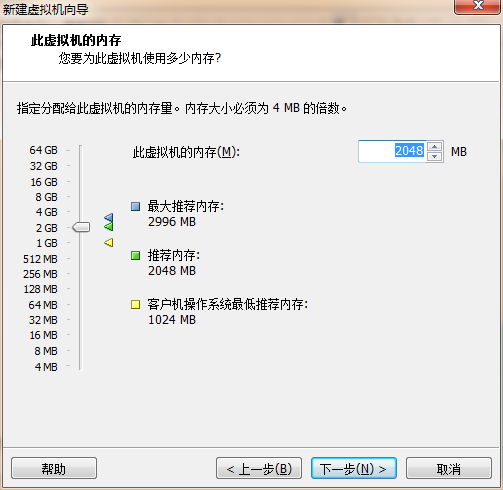 新建虚拟机向导
此虚拟机的内存
您要为此虚拟机使用多少内存?
指定分配给此虚拟机的内存量。内存大小必须为 4 MB 的倍数。
64 GB
32 GB
16 GB
8 GB
4 GB
2 GB
1 GB
512 MB
256 MB
128 MB
64 MB
32 MB
16 MB
8 MB
4 MB
此虚拟机的内存(M): 2048 MB
最大推荐内存:
2996 MB
推荐内存:
2048 MB
客户机操作系统最低推荐内存:
1024 MB
帮助 < 上一步(B) 下一步(N) > 取消